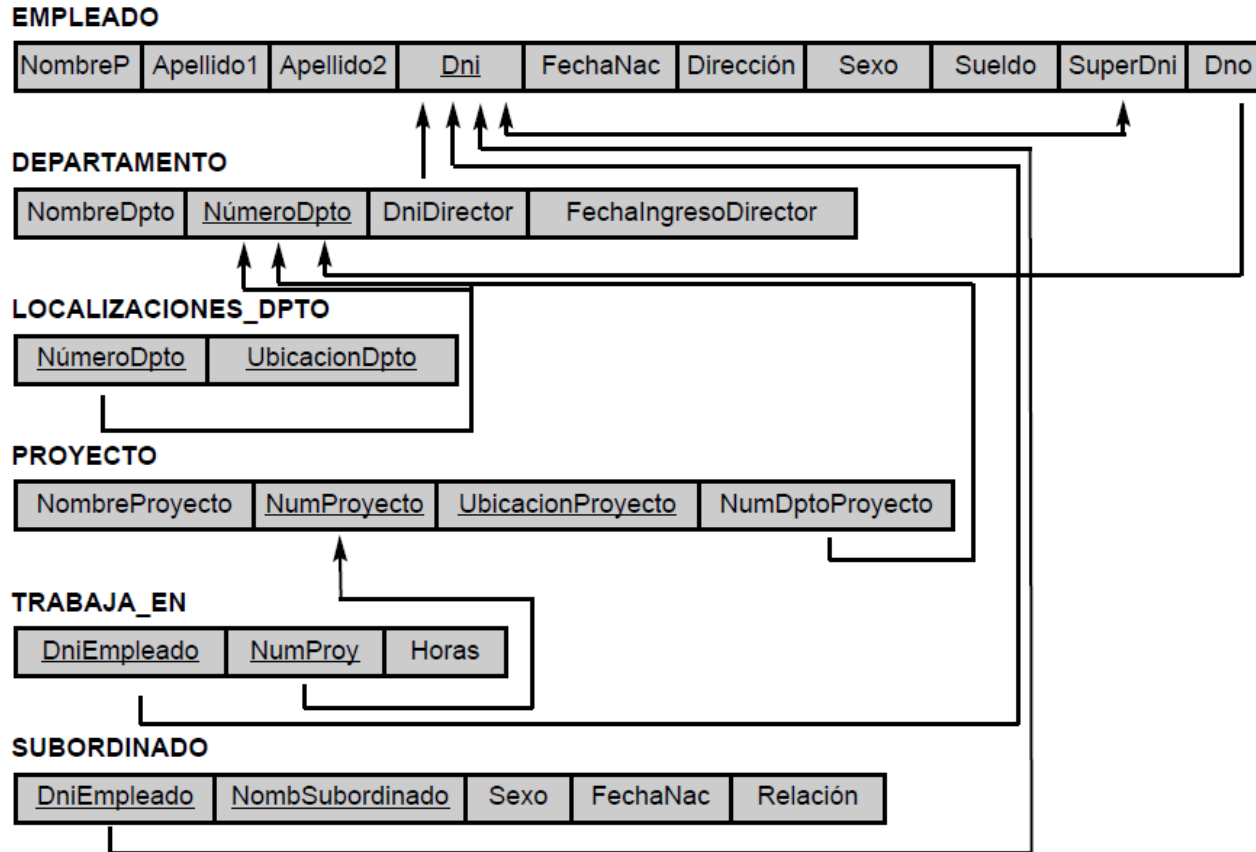 EMPLEADO
NombreP Apellido1 Apellido2 Dni FechaNac Dirección Sexo Sueldo SuperDni Dno
DEPARTAMENTO
NombreDpto NúmeroDpto DniDirector FechaIngresoDirector
LOCALIZACIONES_DPTO
NúmeroDpto UbicacionDpto
PROYECTO
NombreProyecto NumProyecto UbicacionProyecto NumDptoProyecto
TRABAJA_EN
DniEmpleado NumProy Horas
SUBORDINADO
DniEmpleado NombSubordinado Sexo FechaNac Relación